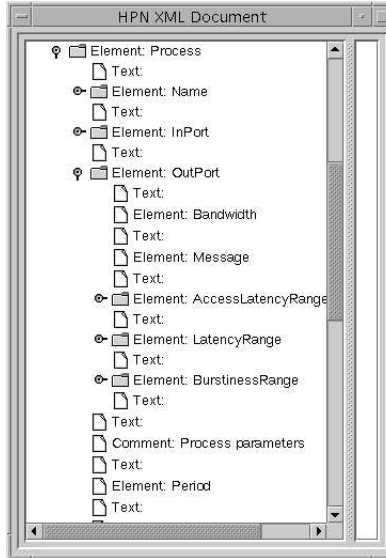 HPN XML Document
Element: Process
Text:
Element: Name
Text:
Element: InPort
Text:
Element: OutPort
Text:
Element: Bandwidth
Text:
Element: Message
Text:
Element: AccessLatencyRange
Text:
Element: LatencyRange
Text:
Element: BurstinessRange
Text:
Text:
Comment: Process parameters
Text:
Element: Period
Text: